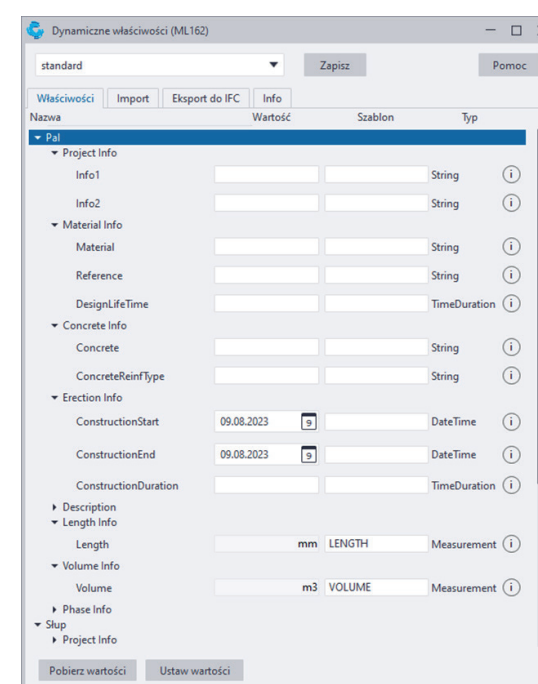 Dynamiczne właściwości (ML162)
standard Zapisz Pomoc
Właściwości Import Eksport do IFC Info
Nazwa Wartość Szablon Typ
Pal
Project Info
Info1 String
Info2 String
Material Info
Material String
Reference String
DesignLifeTime TimeDuration
Concrete Info
Concrete String
ConcreteReinfType String
Erection Info
ConstructionStart 09.08.2023 9 DateTime
ConstructionEnd 09.08.2023 9 DateTime
ConstructionDuration TimeDuration
Description
Length Info
Length mm LENGTH Measurement
Volume Info
Volume m3 VOLUME Measurement
Phase Info
Słup
Project Info
Pobierz wartości Ustaw wartości